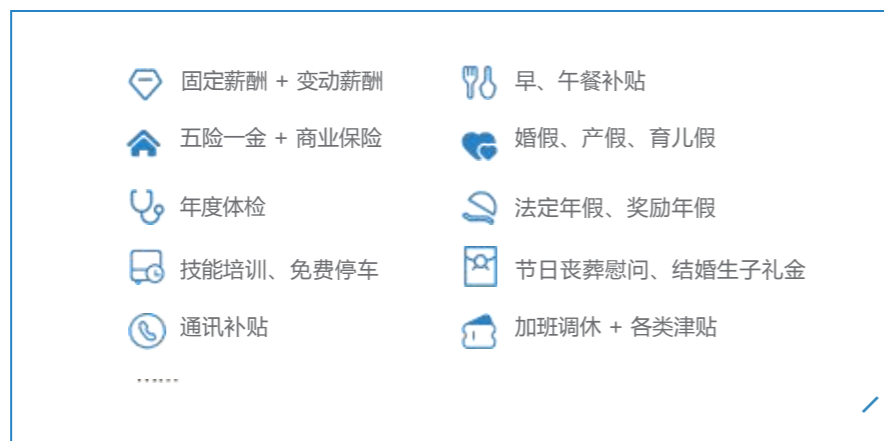 固定薪酬 + 变动薪酬
早、午餐补贴
五险一金 + 商业保险
婚假、产假、育儿假
年度体检
法定年假、奖励年假
技能培训、免费停车
节日丧葬慰问、结婚生子礼金
通讯补贴
加班调休 + 各类津贴
……